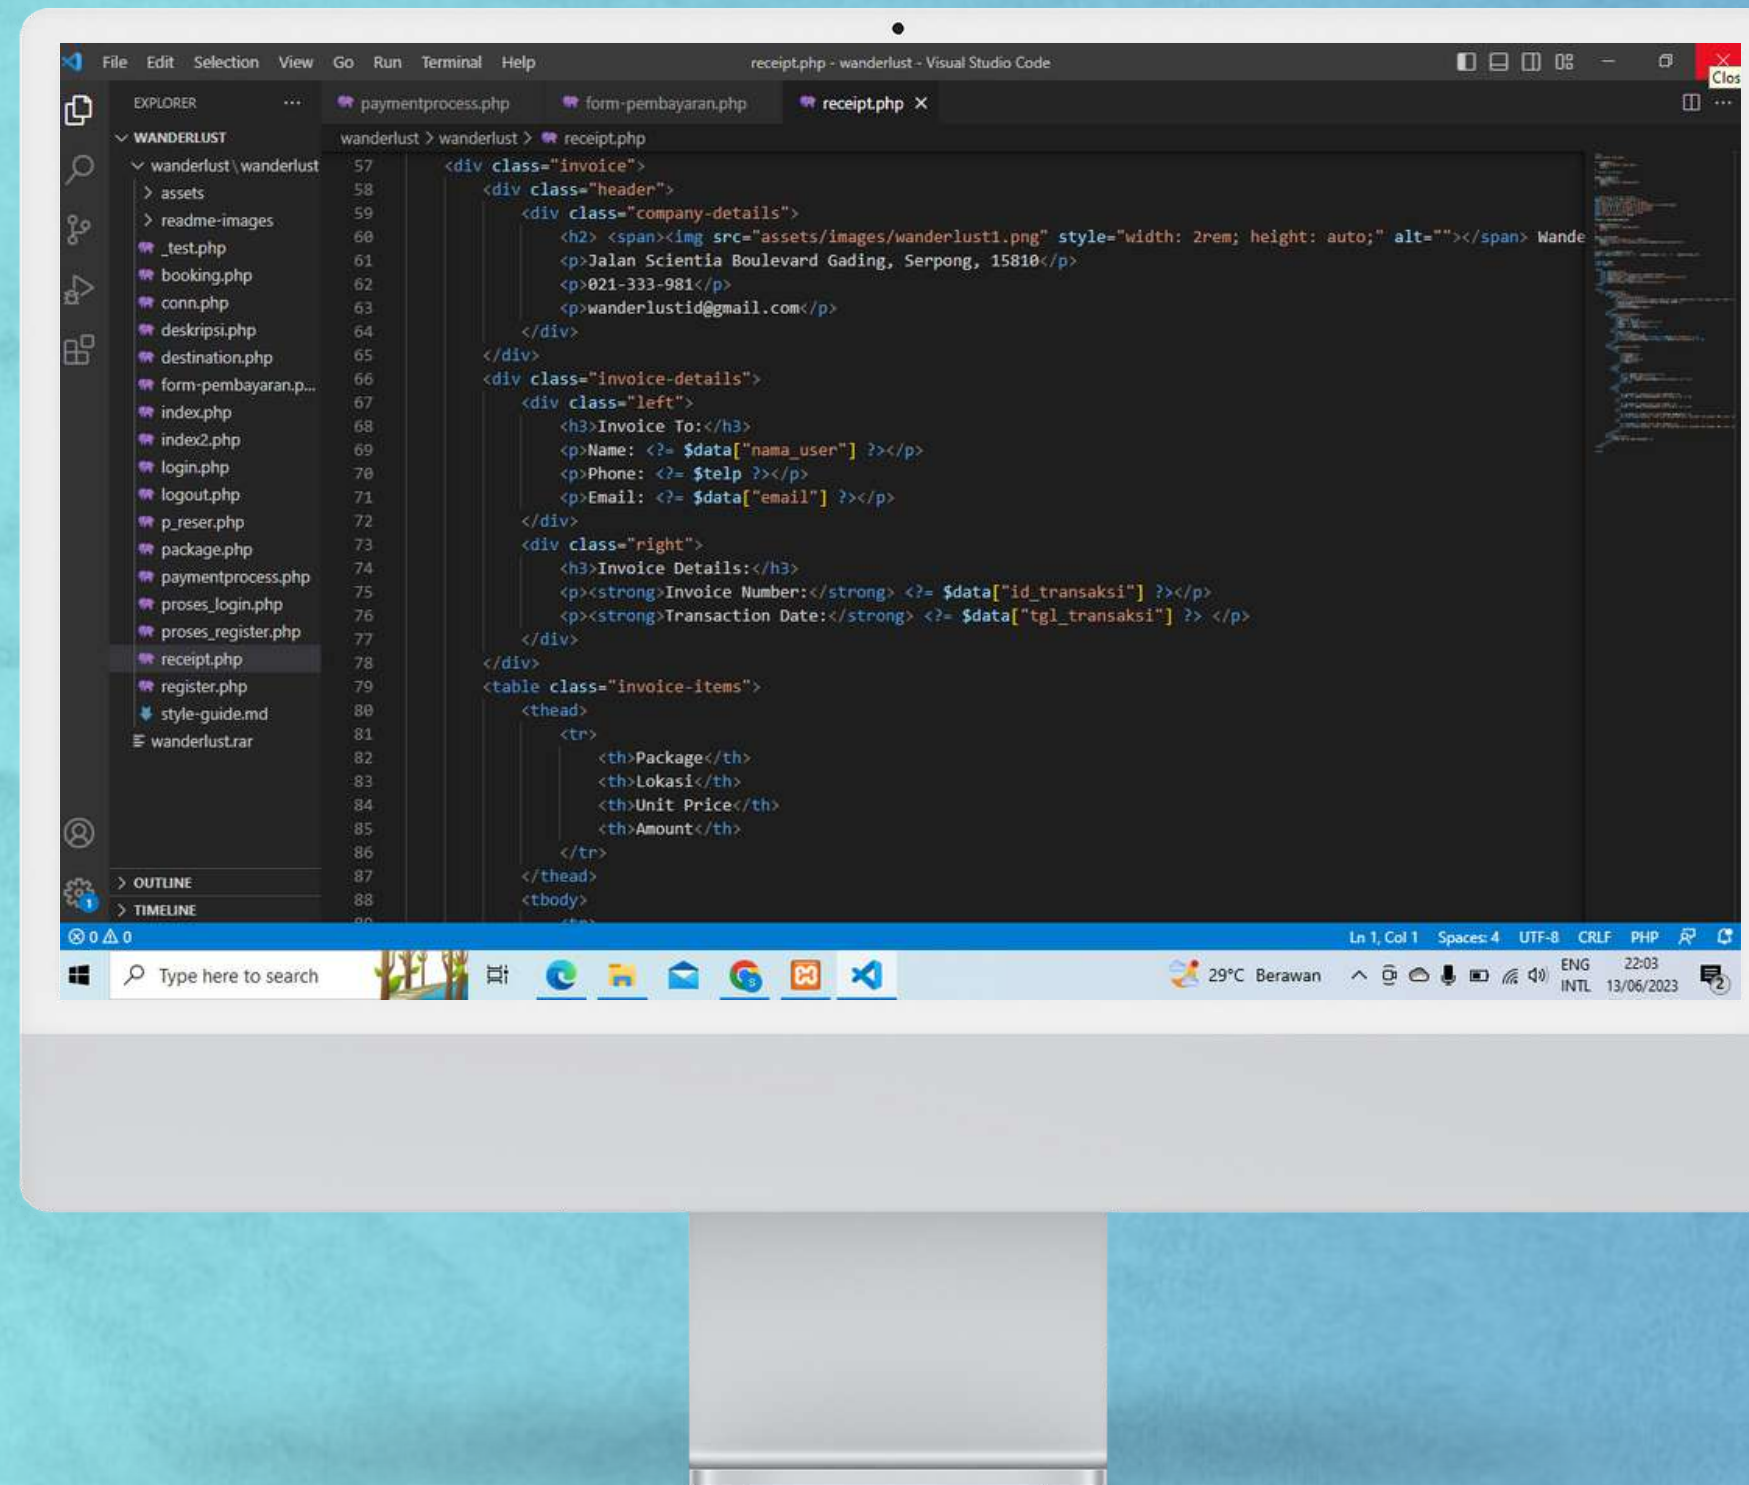 File Edit Selection View Go Run Terminal Help
receipt.php - wanderlust - Visual Studio Code
Clos
EXPLORER ...
paymentprocess.php
form-pembayaran.php
receipt.php
WANDERLUST
wanderlust\wanderlust
assets
readme-images
_test.php
booking.php
conn.php
deskripsi.php
destination.php
form-pembayaran.p...
index.php
index2.php
login.php
logout.php
p_reser.php
package.php
paymentprocess.php
proses_login.php
proses_register.php
receipt.php
register.php
style-guide.md
wanderlust.rar
OUTLINE
TIMELINE
wanderlust > wanderlust > receipt.php
57 <div class="invoice">
58 <div class="header">
59 <div class="company-details">
60 <h2> <span><img src="assets/images/wanderlust1.png" style="width: 2rem; height: auto;" alt=""></span> Wande
61 <p>Jalan Scientia Boulevard Gading, Serpong, 15810</p>
62 <p>021-333-981</p>
63 <p>wanderlustid@gmail.com</p>
64 </div>
65 </div>
66 <div class="invoice-details">
67 <div class="left">
68 <h3>Invoice To:</h3>
69 <p>Name: <?= $data["nama_user"] ?></p>
70 <p>Phone: <?= $telp ?></p>
71 <p>Email: <?= $data["email"] ?></p>
72 </div>
73 <div class="right">
74 <h3>Invoice Details:</h3>
75 <p><strong>Invoice Number:</strong> <?= $data["id_transaksi"] ?></p>
76 <p><strong>Transaction Date:</strong> <?= $data["tgl_transaksi"] ?> </p>
77 </div>
78 </div>
79 <table class="invoice-items">
80 <thead>
81 <tr>
82 <th>Package</th>
83 <th>Lokasi</th>
84 <th>Unit Price</th>
85 <th>Amount</th>
86 </tr>
87 </thead>
88 <tbody>
0 0
Ln 1, Col 1 Spaces: 4 UTF-8 CRLF PHP
Type here to search
29°C Berawan
ENG
INTL
22:03
13/06/2023
2